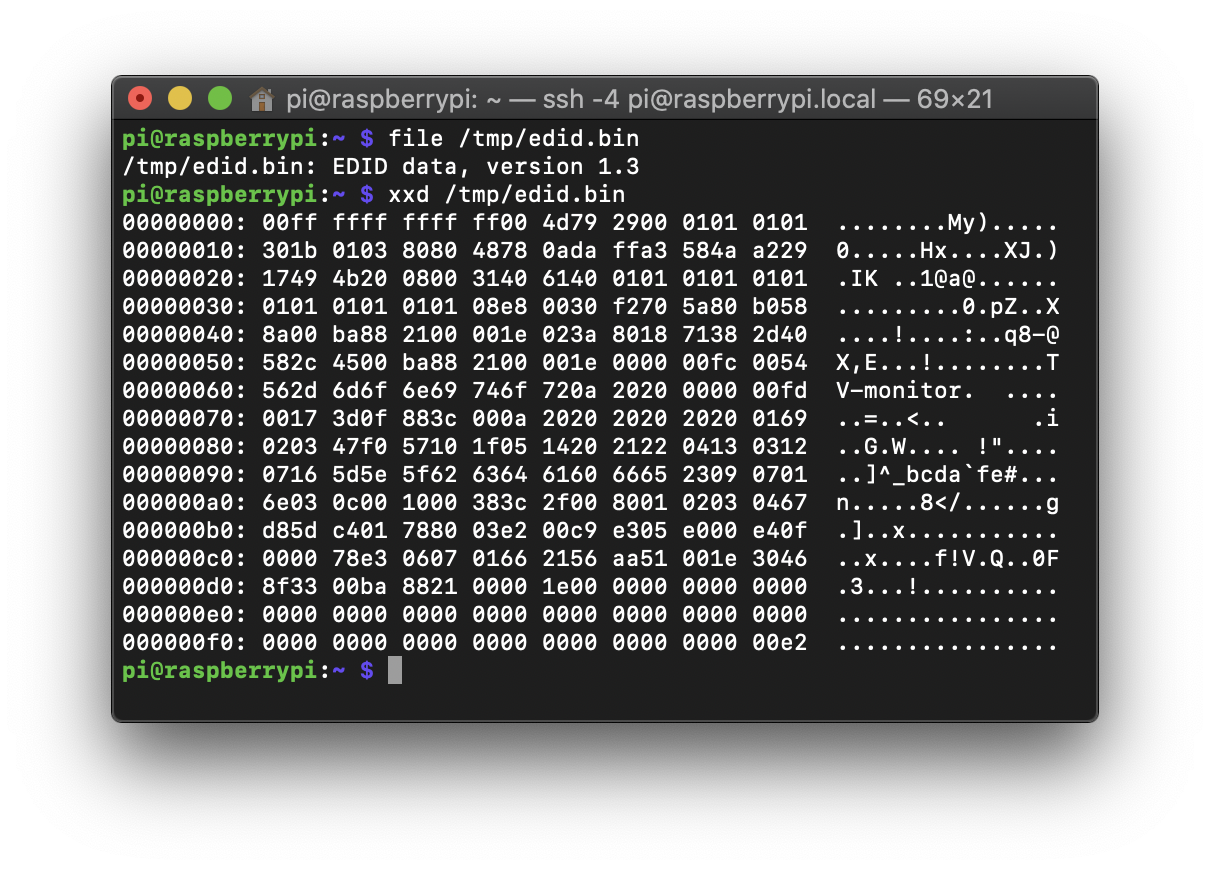 pi@raspberrypi: ~ — ssh -4 pi@raspberrypi.local — 69×21
pi@raspberrypi:~ $ file /tmp/edid.bin
/tmp/edid.bin: EDID data, version 1.3
pi@raspberrypi:~ $ xxd /tmp/edid.bin
00000000: 00ff ffff ffff ff00 4d79 2900 0101 0101  ........My).....
00000010: 301b 0103 8080 4878 0ada ffa3 584a a229  0.....Hx....XJ.)
00000020: 1749 4b20 0800 3140 6140 0101 0101 0101  .IK ..1@a@......
00000030: 0101 0101 0101 08e8 0030 f270 5a80 b058  .........0.pZ..X
00000040: 8a00 ba88 2100 001e 023a 8018 7138 2d40  ....!....:..q8-@
00000050: 582c 4500 ba88 2100 001e 0000 00fc 0054  X,E...!........T
00000060: 562d 6d6f 6e69 746f 720a 2020 0000 00fd  V-monitor.  ....
00000070: 0017 3d0f 883c 000a 2020 2020 2020 0169  ..=..<..      .i
00000080: 0203 47f0 5710 1f05 1420 2122 0413 0312  ..G.W.... !"....
00000090: 0716 5d5e 5f62 6364 6160 6665 2309 0701  ..]^_bcda`fe#...
000000a0: 6e03 0c00 1000 383c 2f00 8001 0203 0467  n.....8</......g
000000b0: d85d c401 7880 03e2 00c9 e305 e000 e40f  .]..x...........
000000c0: 0000 78e3 0607 0166 2156 aa51 001e 3046  ..x....f!V.Q..0F
000000d0: 8f33 00ba 8821 0000 1e00 0000 0000 0000  .3...!..........
000000e0: 0000 0000 0000 0000 0000 0000 0000 0000  ................
000000f0: 0000 0000 0000 0000 0000 0000 0000 00e2  ................
pi@raspberrypi:~ $